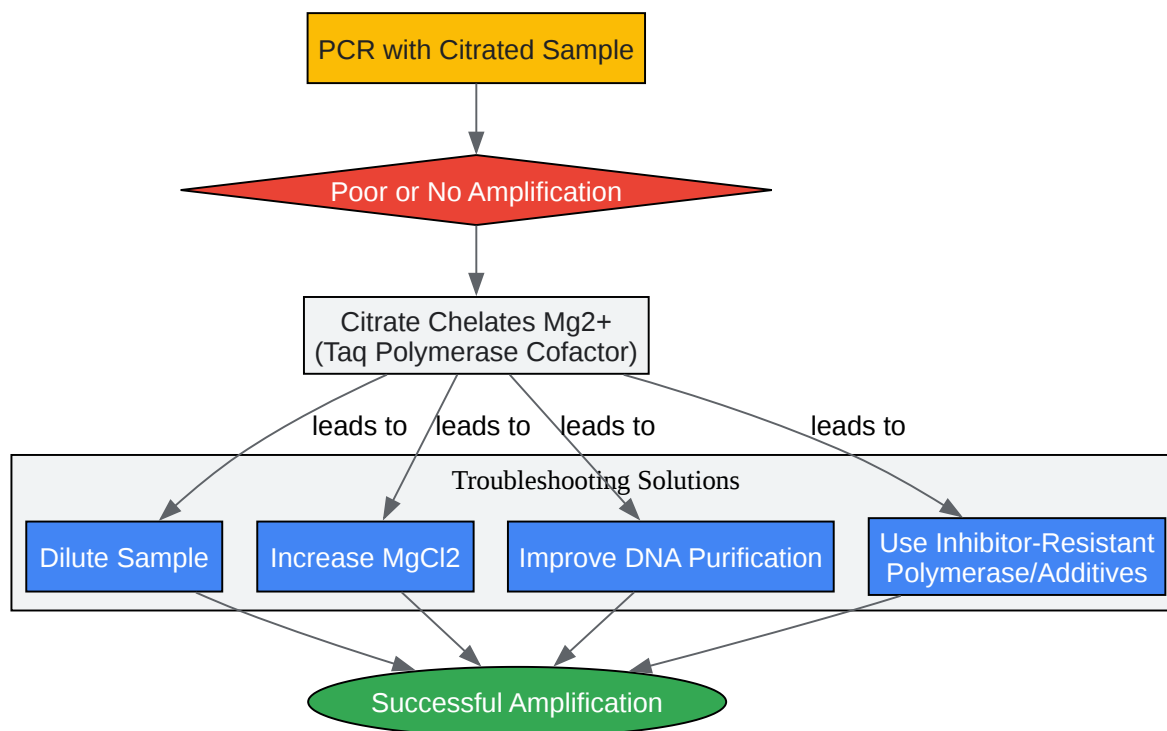 PCR with Citrated Sample
Poor or No Amplification
Citrate Chelates Mg2+
(Taq Polymerase Cofactor)
leads to
leads to
leads to
leads to
Troubleshooting Solutions
Dilute Sample
Increase MgCl2
Improve DNA Purification
Use Inhibitor-Resistant
Polymerase/Additives
Successful Amplification